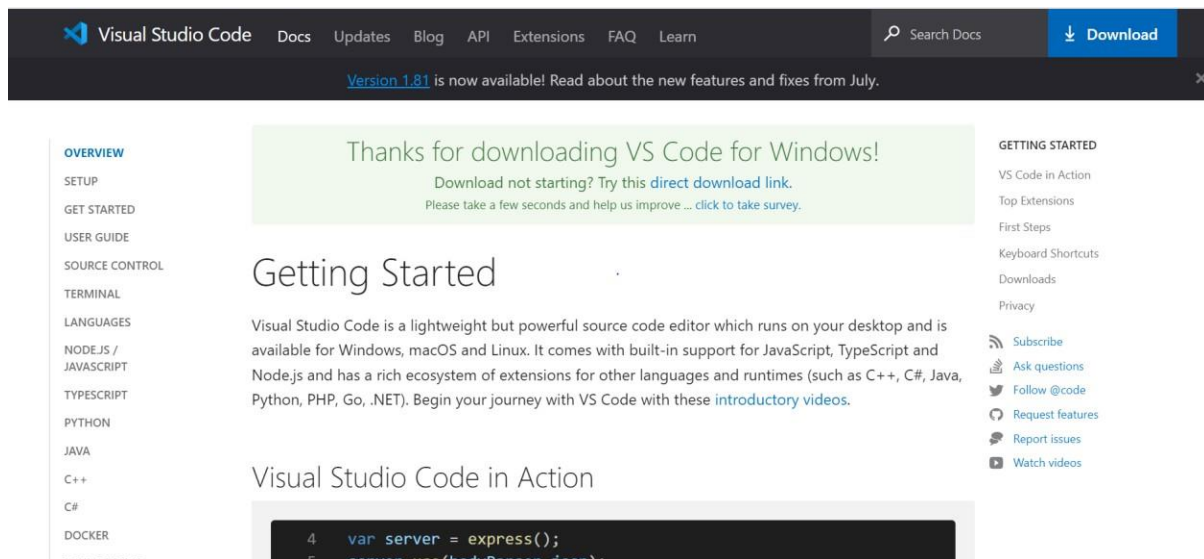 Visual Studio Code Docs Updates Blog API Extensions FAQ Learn Search Docs Download
Version 1.81 is now available! Read about the new features and fixes from July.
OVERVIEW
SETUP
GET STARTED
USER GUIDE
SOURCE CONTROL
TERMINAL
LANGUAGES
NODE.JS /
JAVASCRIPT
TYPESCRIPT
PYTHON
JAVA
C++
C#
DOCKER
Thanks for downloading VS Code for Windows!
Download not starting? Try this direct download link.
Please take a few seconds and help us improve ... click to take survey.
Getting Started
Visual Studio Code is a lightweight but powerful source code editor which runs on your desktop and is
available for Windows, macOS and Linux. It comes with built-in support for JavaScript, TypeScript and
Node.js and has a rich ecosystem of extensions for other languages and runtimes (such as C++, C#, Java,
Python, PHP, Go, .NET). Begin your journey with VS Code with these introductory videos.
Visual Studio Code in Action
4 var server = express();
GETTING STARTED
VS Code in Action
Top Extensions
First Steps
Keyboard Shortcuts
Downloads
Privacy
Subscribe
Ask questions
Follow @code
Request features
Report issues
Watch videos